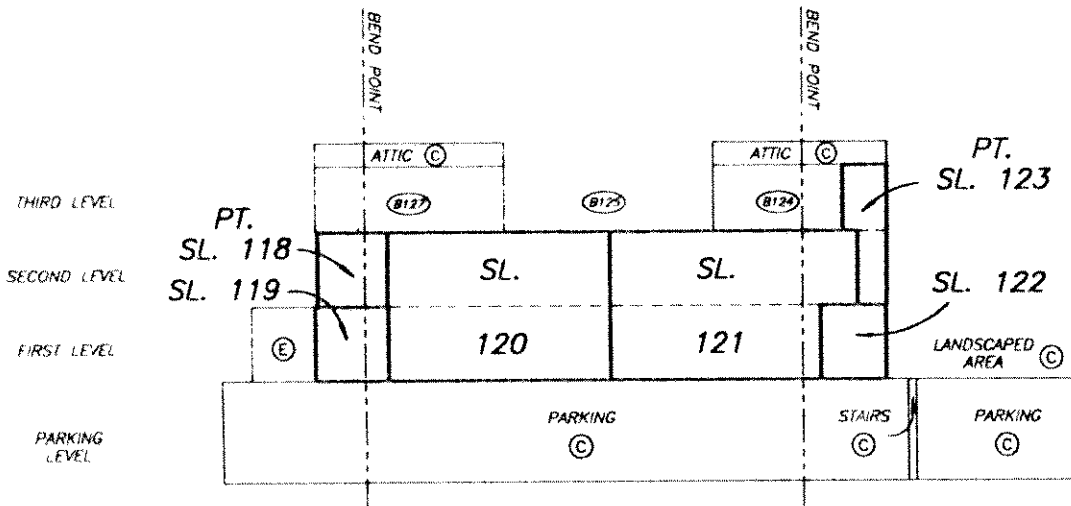 BEND POINT
BEND POINT
ATTIC Ⓒ
ATTIC Ⓒ
THIRD LEVEL
B127
B125
B124
PT.
SL. 123
PT.
SL. 118
SECOND LEVEL
SL.
SL.
SL. 119
SL. 122
FIRST LEVEL
Ⓔ
120
121
LANDSCAPED
AREA Ⓒ
PARKING
LEVEL
PARKING
Ⓒ
STAIRS
Ⓒ
PARKING
Ⓒ